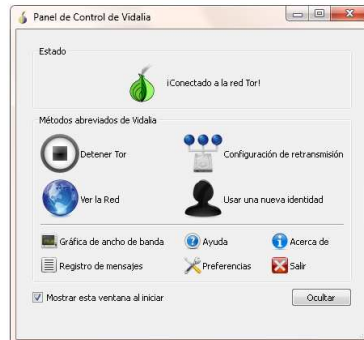 Panel de Control de Vidalia
Estado
¡Conectado a la red Tor!
Métodos abreviados de Vidalia
Detener Tor
Configuración de retransmisión
Ver la Red
Usar una nueva identidad
Gráfica de ancho de banda
Ayuda
Acerca de
Registro de mensajes
Preferencias
Salir
Mostrar esta ventana al iniciar
Ocultar